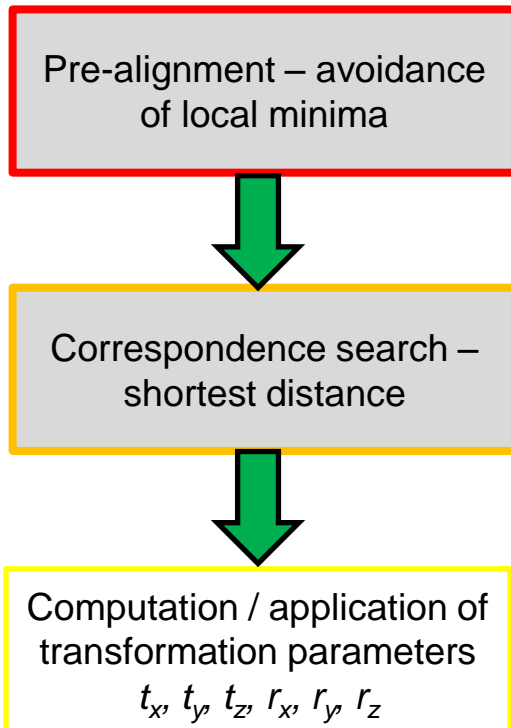 Pre-alignment – avoidance
of local minima
Correspondence search –
shortest distance
Computation / application of
transformation parameters
tx, ty, tz, rx, ry, rz